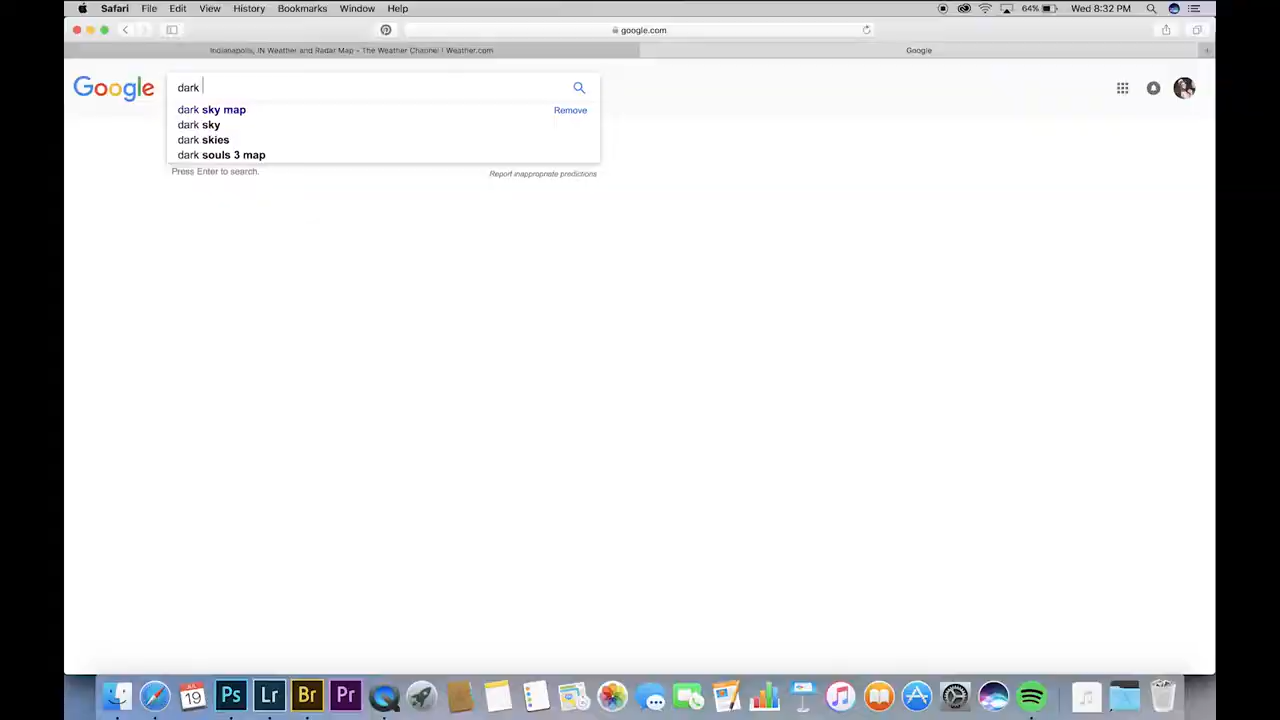 Safari File Edit View History Bookmarks Window Help 64% Wed 8:32 PM
google.com
Indianapolis, IN Weather and Radar Map - The Weather Channel | Weather.com Google
Google dark
dark sky map Remove
dark sky
dark skies
dark souls 3 map
Press Enter to search. Report inappropriate predictions
19 Ps Lr Br Pr